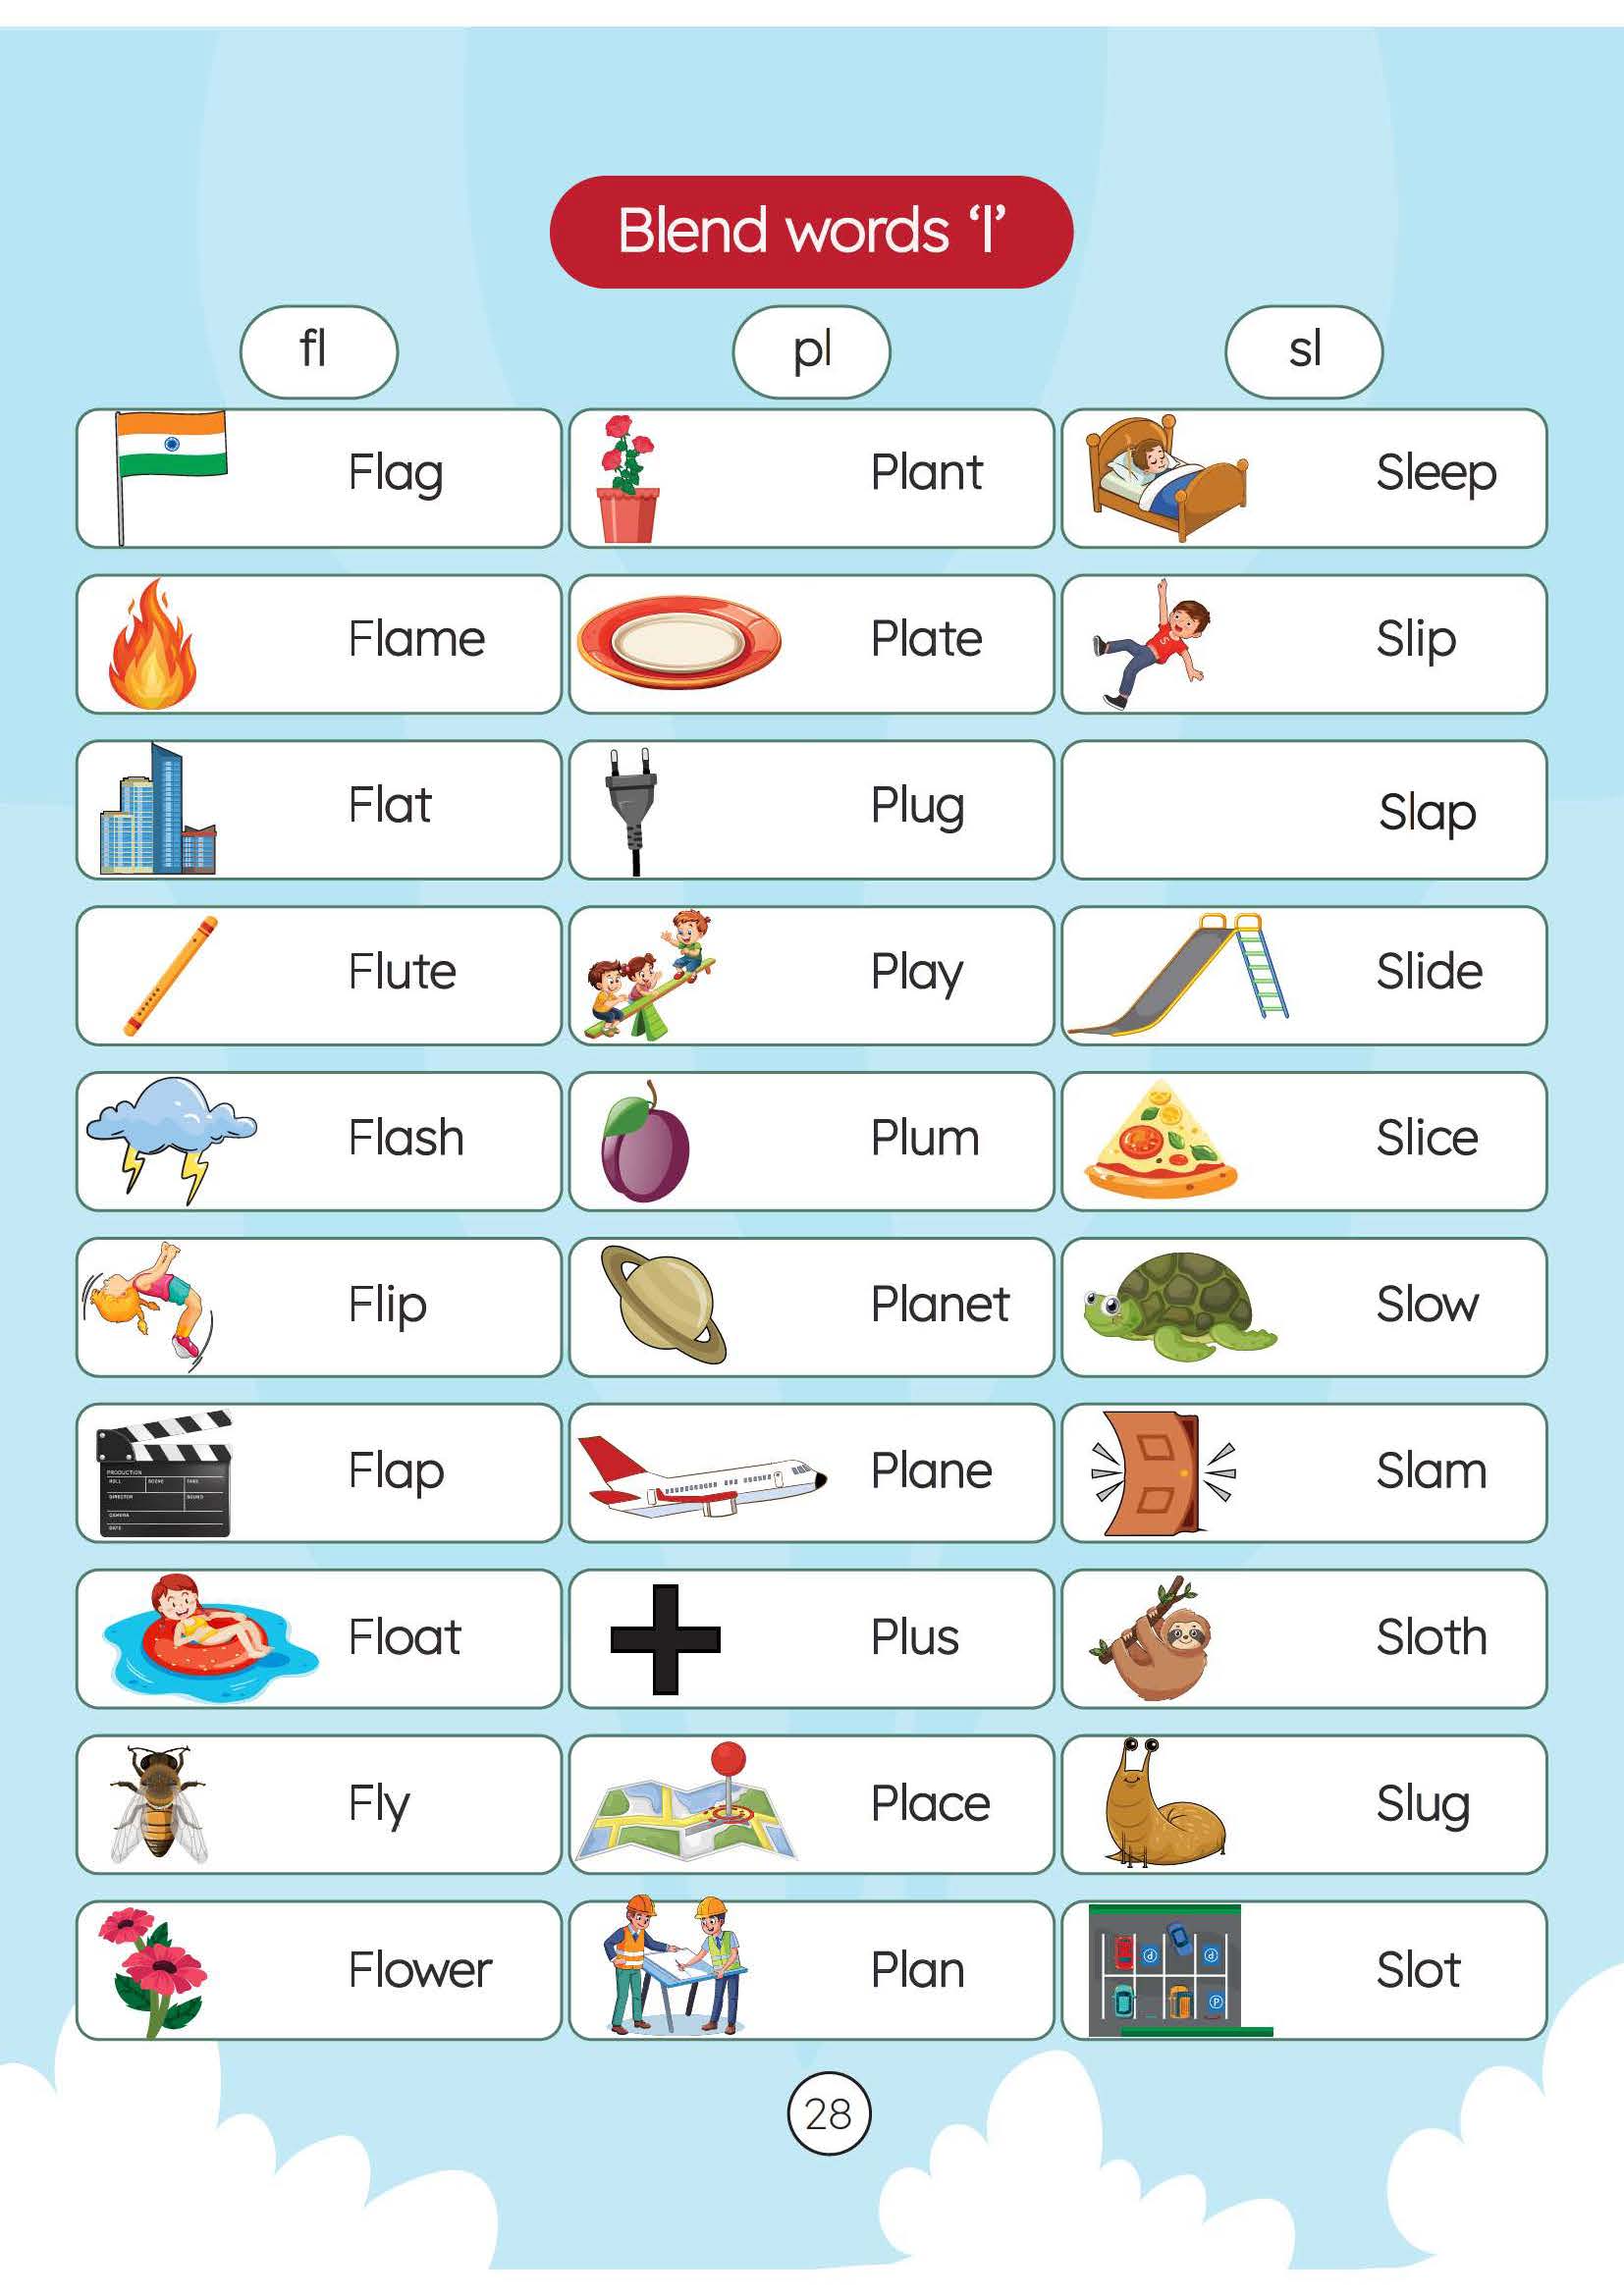 Blend words ‘l’
fl pl sl
Flag Plant Sleep
Flame Plate Slip
Flat Plug Slap
Flute Play Slide
Flash Plum Slice
Flip Planet Slow
Flap Plane Slam
PRODUCTION
ROLL SCENE TAKE
DIRECTOR SOUND
CAMERA
DATE
Float Plus Sloth
Fly Place Slug
Flower Plan Slot
P P
P
28